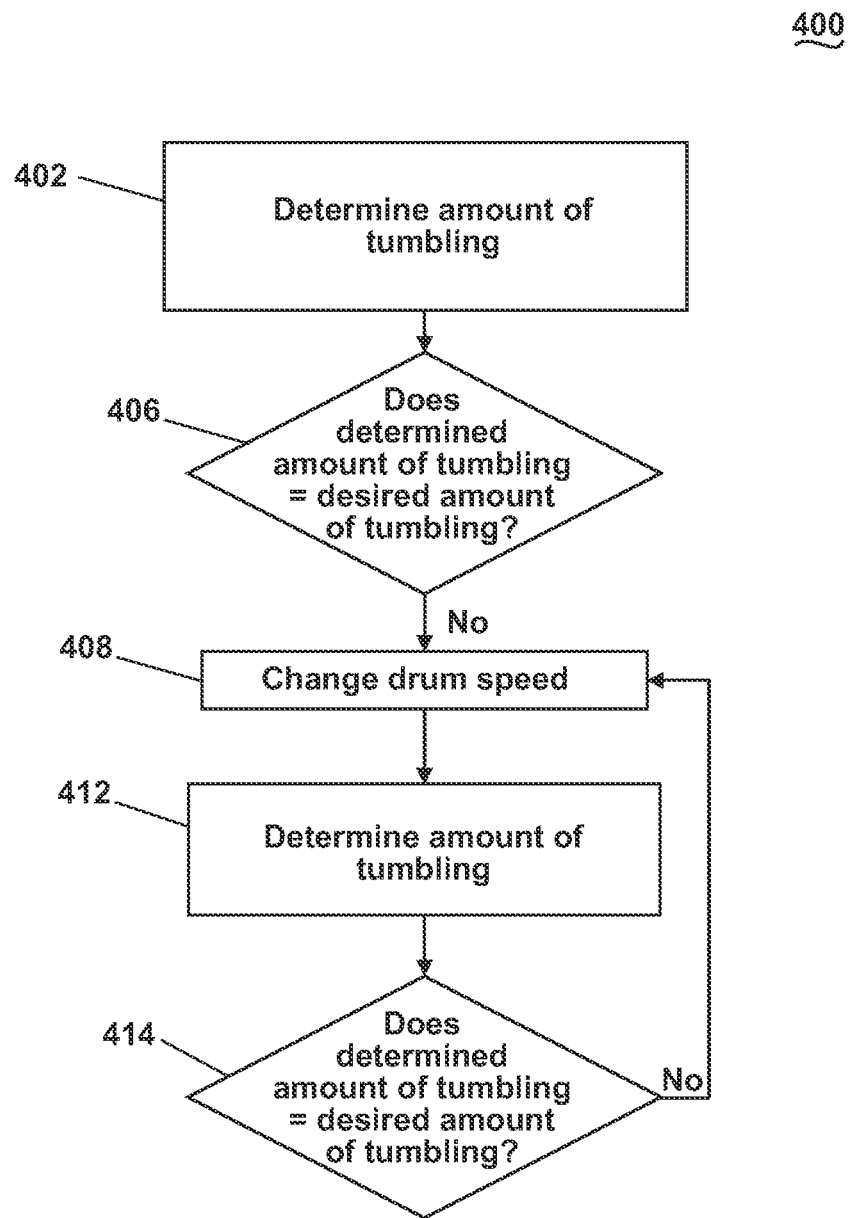 400
402
Determine amount of
tumbling
406
Does
determined
amount of tumbling
= desired amount
of tumbling?
No
408
Change drum speed
412
Determine amount of
tumbling
414
Does
determined
amount of tumbling
= desired amount
of tumbling?
No